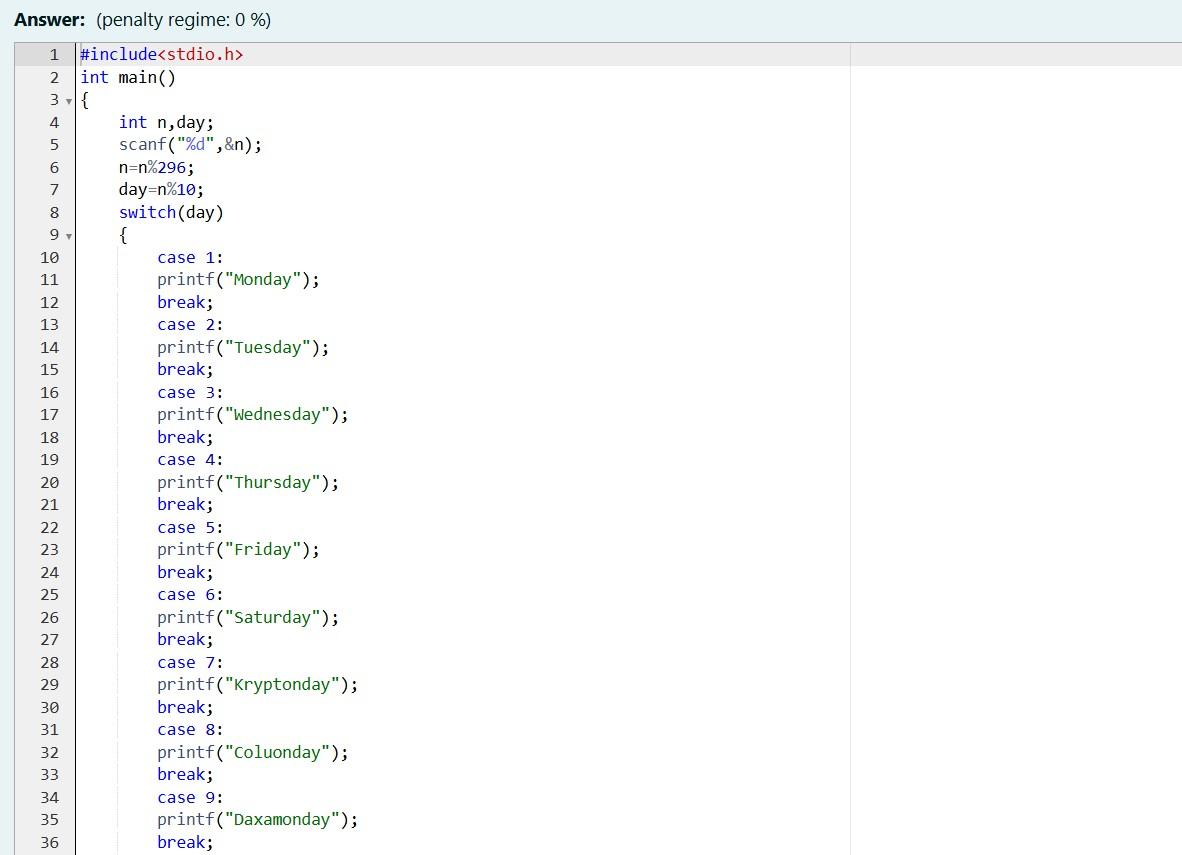 Answer: (penalty regime: 0 %)
1 #include<stdio.h>
2 int main()
3 {
4     int n,day;
5     scanf("%d",&n);
6     n=n%296;
7     day=n%10;
8     switch(day)
9     {
10         case 1:
11         printf("Monday");
12         break;
13         case 2:
14         printf("Tuesday");
15         break;
16         case 3:
17         printf("Wednesday");
18         break;
19         case 4:
20         printf("Thursday");
21         break;
22         case 5:
23         printf("Friday");
24         break;
25         case 6:
26         printf("Saturday");
27         break;
28         case 7:
29         printf("Kryptonday");
30         break;
31         case 8:
32         printf("Coluonday");
33         break;
34         case 9:
35         printf("Daxamonday");
36         break;